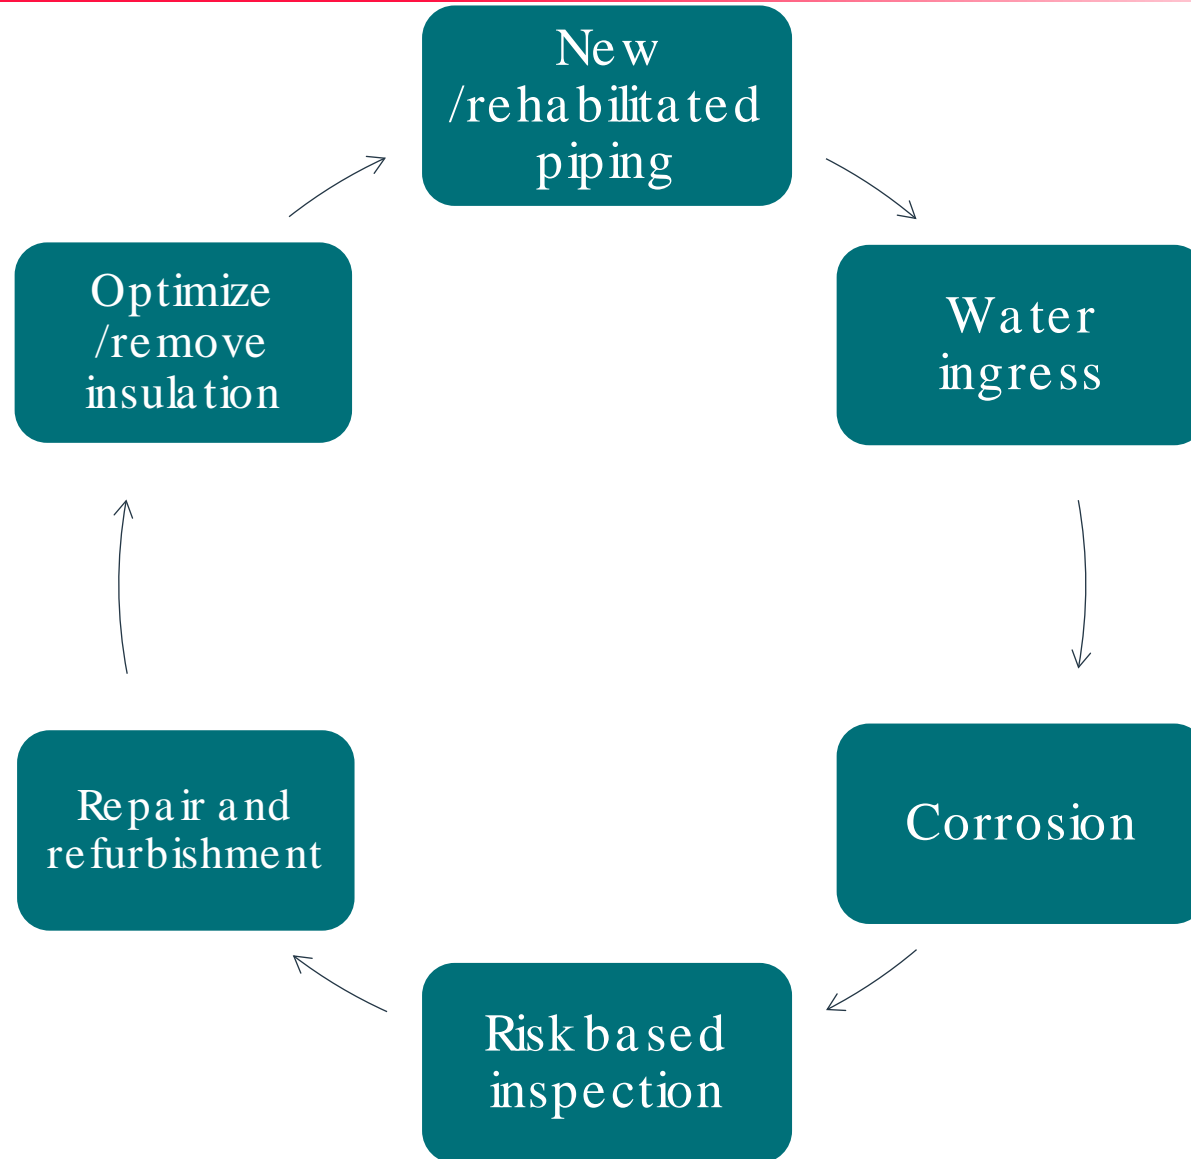 New
/rehabilitated
piping
Water
ingress
Corrosion
Risk based
inspection
Repair and
refurbishment
Optimize
/remove
insulation